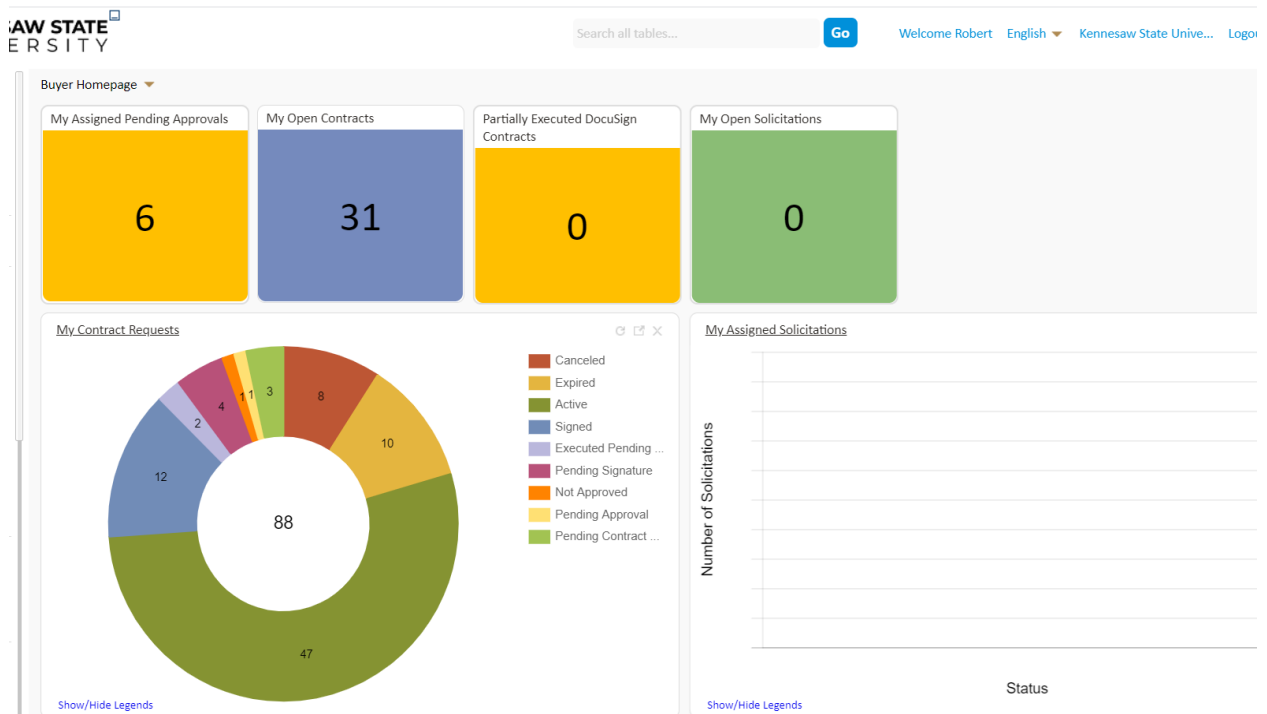 AW STATE
ERSITY
Search all tables...
Go
Welcome Robert
English
Kennesaw State Unive...
Buyer Homepage
My Assigned Pending Approvals
6
My Open Contracts
31
Partially Executed DocuSign
Contracts
0
My Open Solicitations
0
My Contract Requests
8
10
47
12
2
4
1
1
3
88
Canceled
Expired
Active
Signed
Executed Pending ...
Pending Signature
Not Approved
Pending Approval
Pending Contract ...
Show/Hide Legends
My Assigned Solicitations
Number of Solicitations
Status
Show/Hide Legends